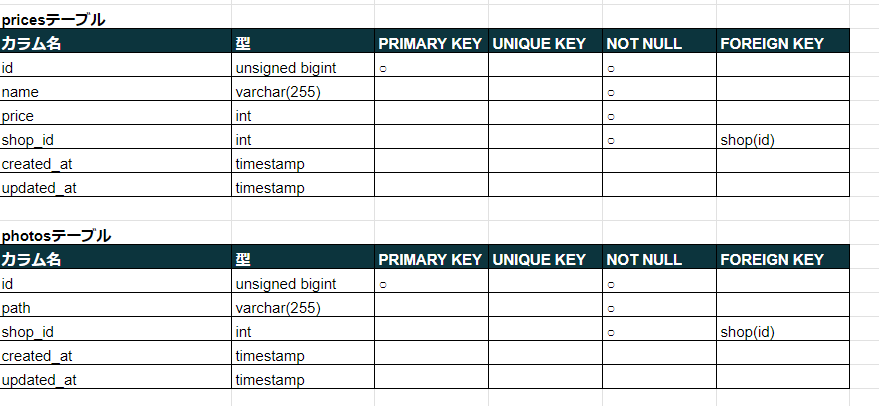 pricesテーブル
カラム名 型 PRIMARY KEY UNIQUE KEY NOT NULL FOREIGN KEY
id unsigned bigint ○ ○
name varchar(255) ○
price int ○
shop_id int ○ shop(id)
created_at timestamp
updated_at timestamp
photosテーブル
カラム名 型 PRIMARY KEY UNIQUE KEY NOT NULL FOREIGN KEY
id unsigned bigint ○ ○
path varchar(255) ○
shop_id int ○ shop(id)
created_at timestamp
updated_at timestamp